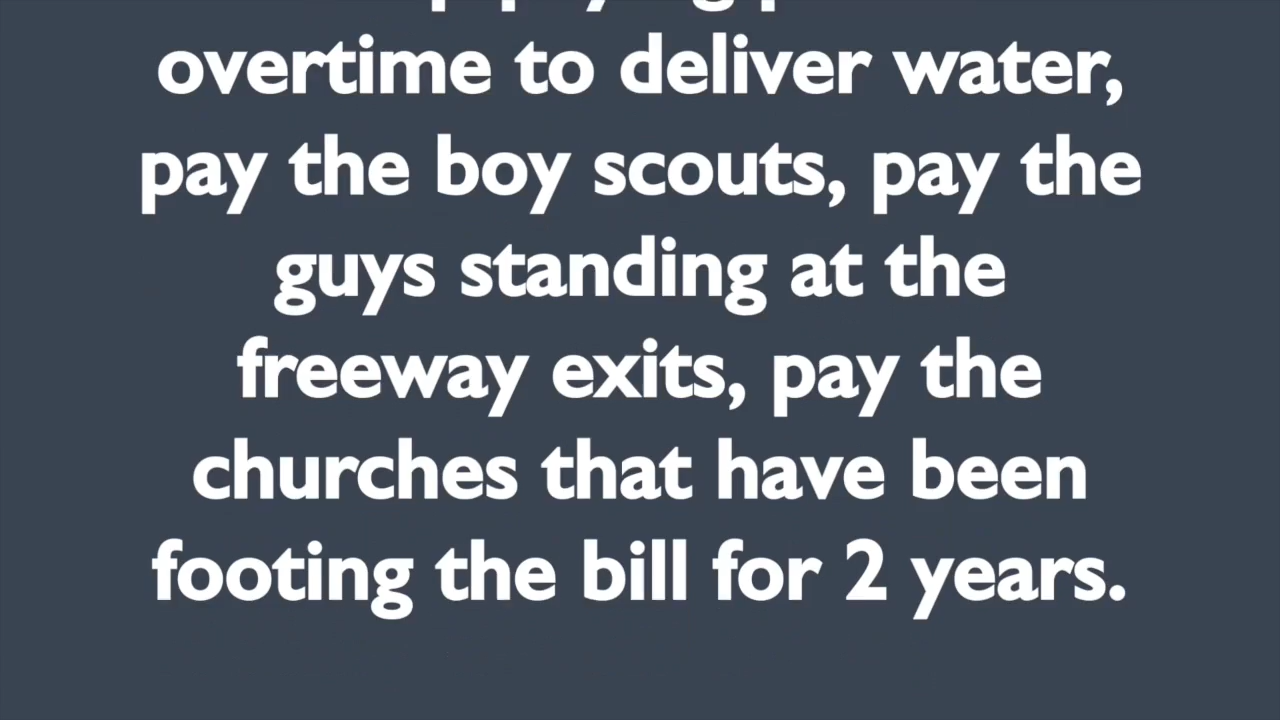 overtime to deliver water,
pay the boy scouts, pay the
guys standing at the
freeway exits, pay the
churches that have been
footing the bill for 2 years.